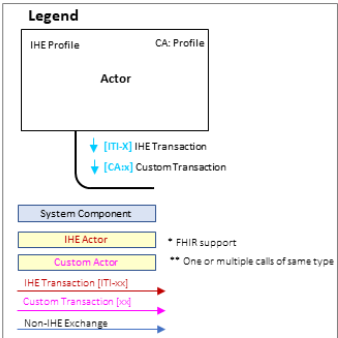 Legend
IHE Profile
CA: Profile
Actor
[ITI-X] IHE Transaction
[CA:x] Custom Transaction
System Component
IHE Actor
* FHIR support
Custom Actor
** One or multiple calls of same type
IHE Transaction [ITI-xx]
Custom Transaction [xx]
Non-IHE Exchange